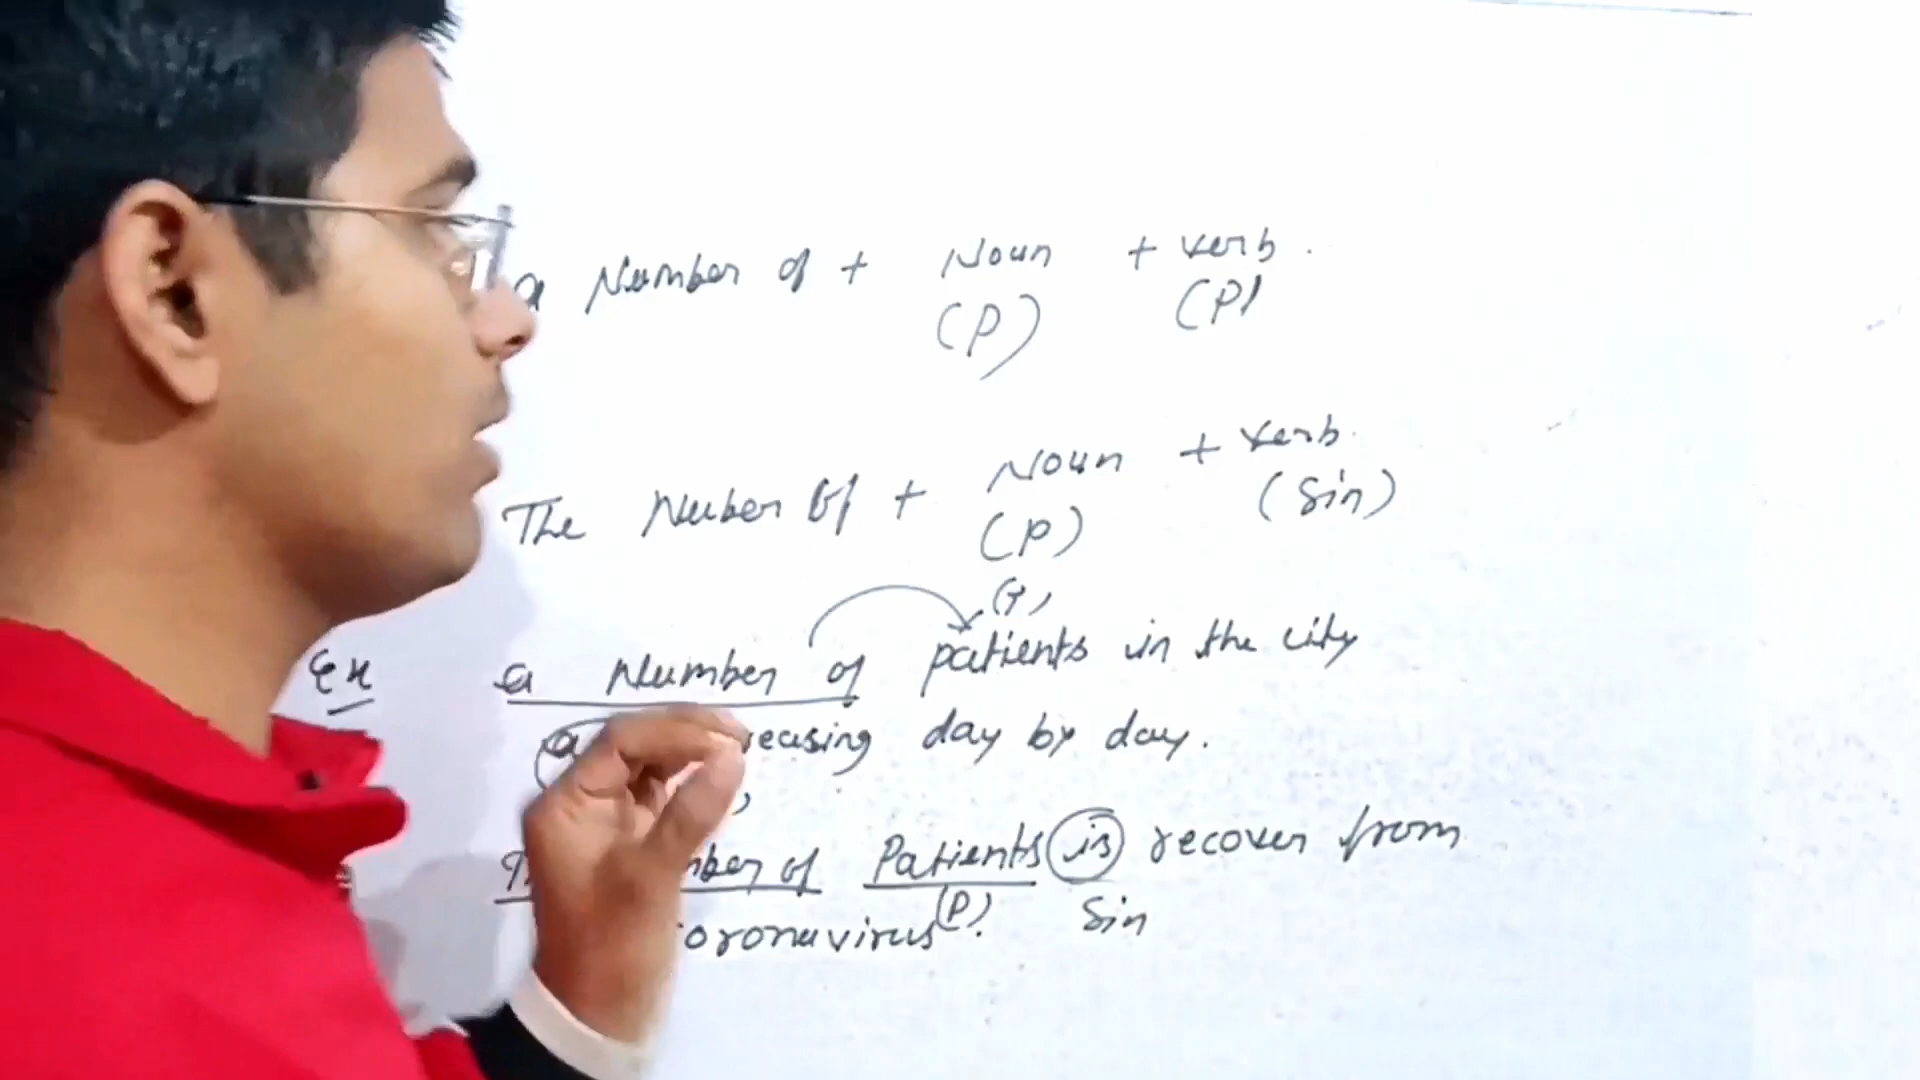 a Number of + Noun + verb.
(P) (P)
The Nuber of + Noun + verb.
(P) (Sin)
(P)
Ex a Number of patients in the city
day by day.
of Patients is recover from
(P) Sin